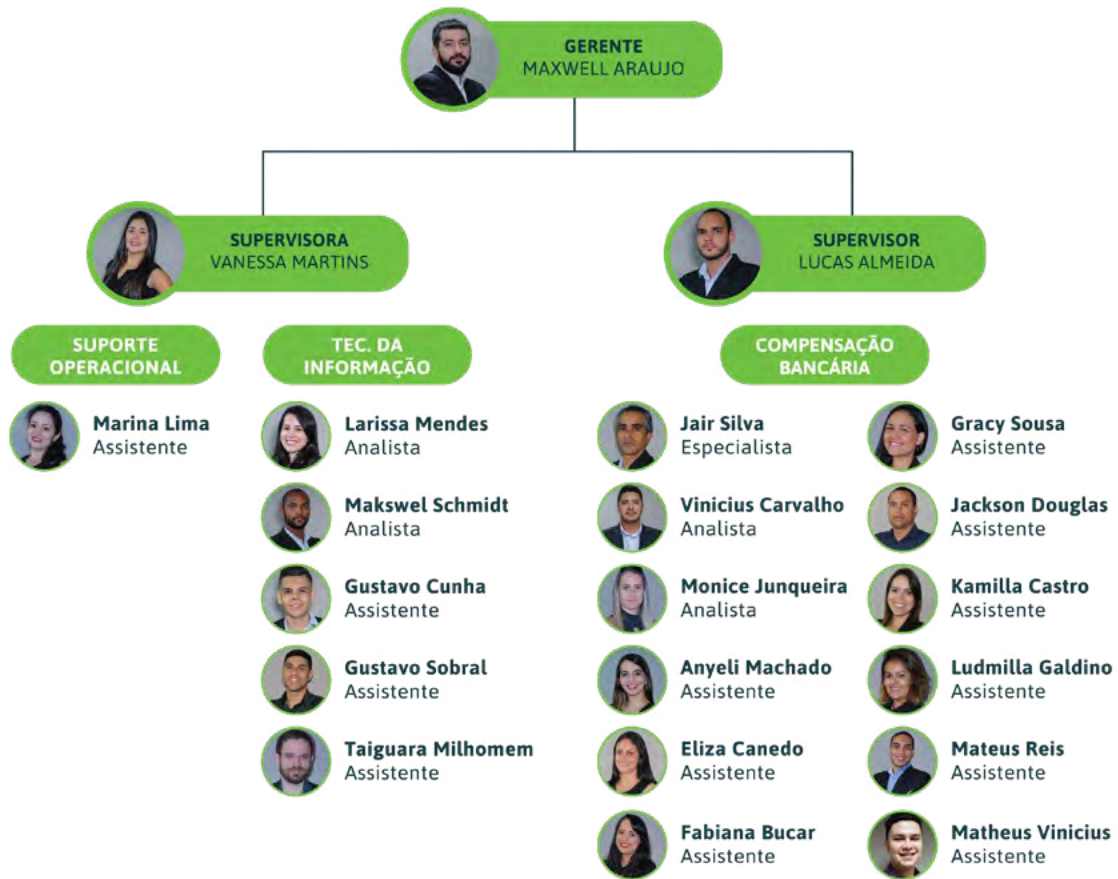 GERENTE
MAXWELL ARAUJO
SUPERVISORA
VANESSA MARTINS
SUPERVISOR
LUCAS ALMEIDA
SUPORTE
OPERACIONAL
Marina Lima
Assistente
TEC. DA
INFORMAÇÃO
Larissa Mendes
Analista
Makswel Schmidt
Analista
Gustavo Cunha
Assistente
Gustavo Sobral
Assistente
Taiguara Milhomem
Assistente
COMPENSAÇÃO
BANCÁRIA
Jair Silva
Especialista
Vinicius Carvalho
Analista
Monice Junqueira
Analista
Anyeli Machado
Assistente
Eliza Canedo
Assistente
Fabiana Bucar
Assistente
Gracy Sousa
Assistente
Jackson Douglas
Assistente
Kamilla Castro
Assistente
Ludmilla Galdino
Assistente
Mateus Reis
Assistente
Matheus Vinicius
Assistente